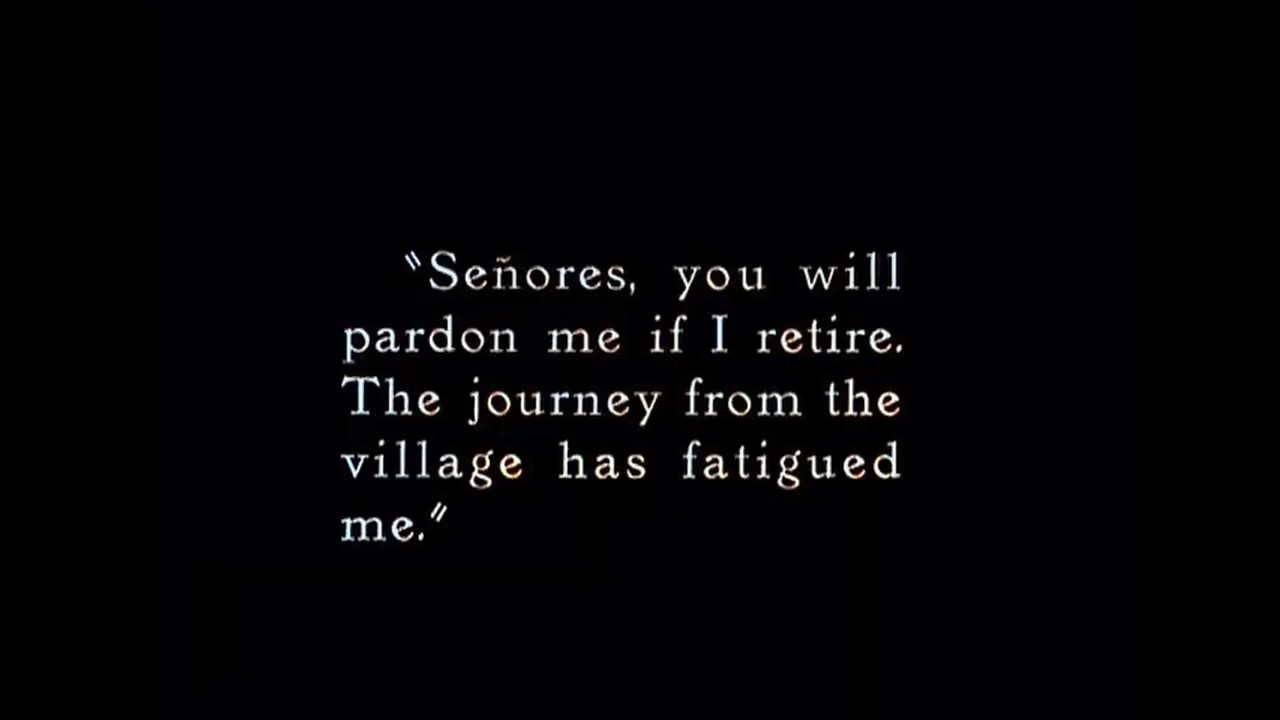 "Señores, you will
pardon me if I retire.
The journey from the
village has fatigued
me."